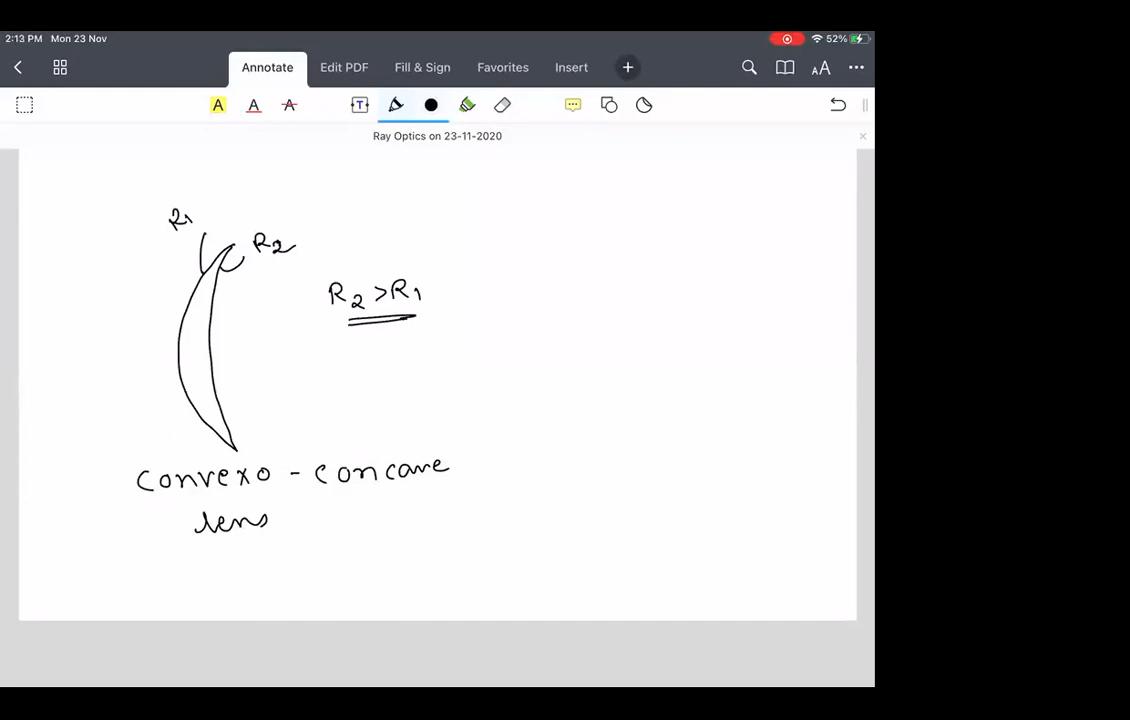 2:13 PM Mon 23 Nov 52%
Annotate Edit PDF Fill & Sign Favorites Insert + AA
A A A T
Ray Optics on 23-11-2020 ×
R1
R2
R2 > R1
Convexo - concave
lens